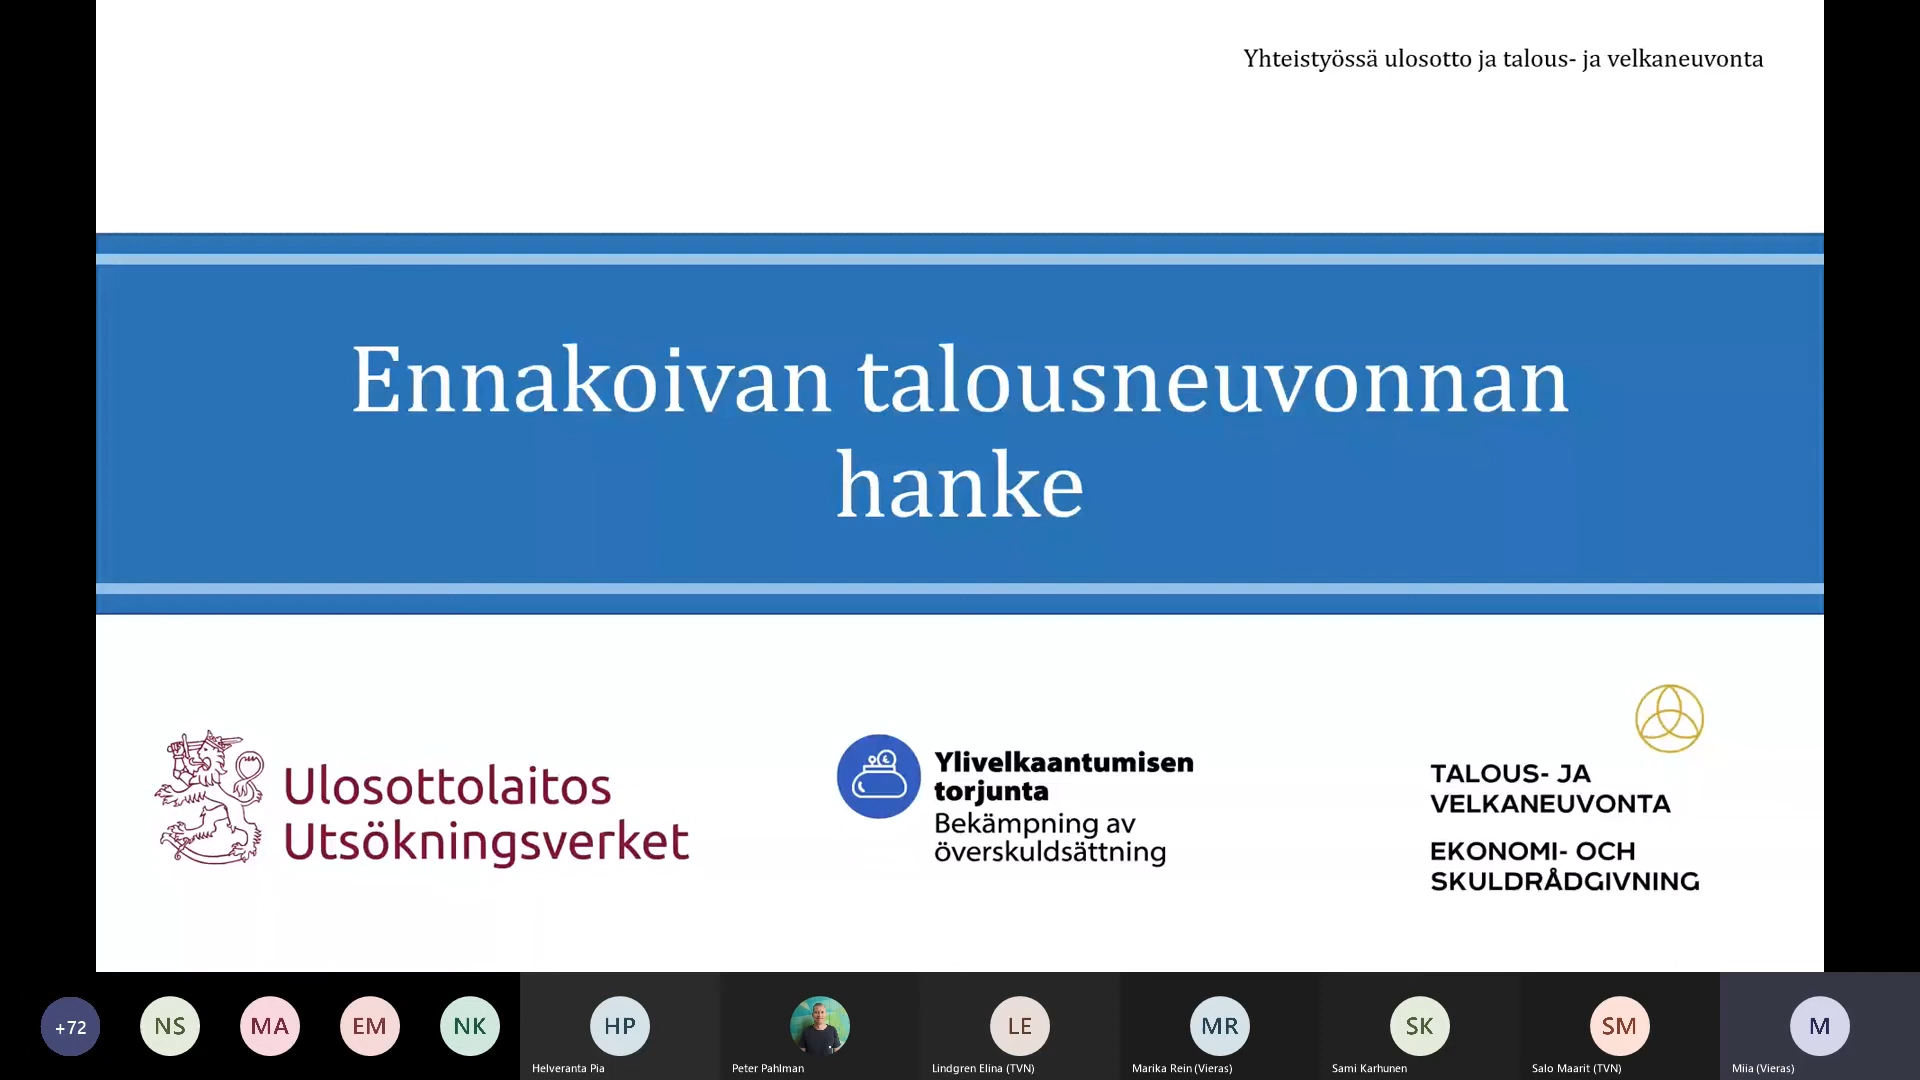 Yhteistyössä ulosotto ja talous- ja velkaneuvonta
Ennakoivan talousneuvonnan
hanke
Ulosottolaitos
Utsökningsverket
Ylivelkaantumisen
torjunta
Bekämpning av
överskuldsättning
TALOUS- JA
VELKANEUVONTA
EKONOMI- OCH
SKULDRÅDGIVNING
+72
NS
MA
EM
NK
HP
LE
MR
SK
SM
M
Helveranta Pia
Peter Pahlman
Lindgren Elina (TVN)
Marika Rein (Vieras)
Sami Karhunen
Salo Maarit (TVN)
Miia (Vieras)